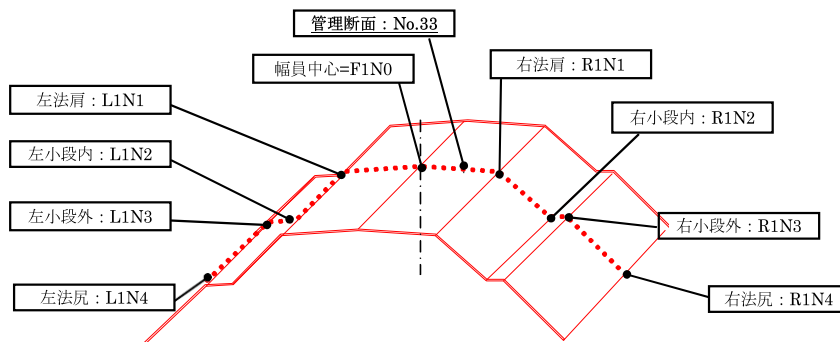 管理断面：No.33
幅員中心=F1N0
右法肩：R1N1
左法肩：L1N1
右小段内：R1N2
左小段内：L1N2
左小段外：L1N3
右小段外：R1N3
左法尻：L1N4
右法尻：R1N4